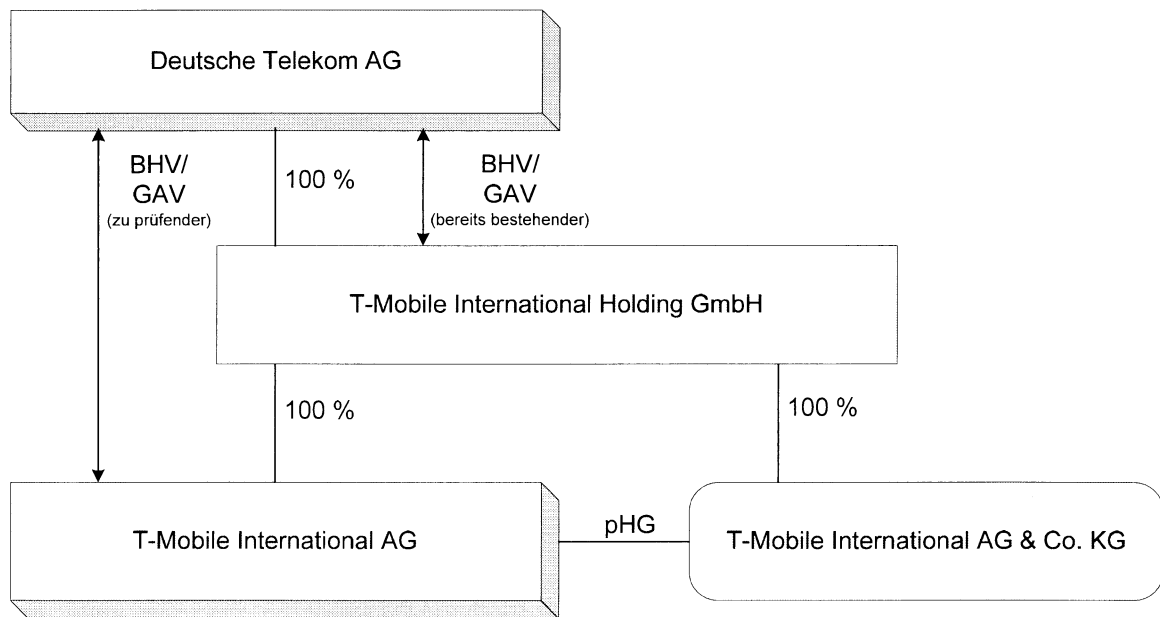 Deutsche Telekom AG
BHV/
GAV
(zu prüfender)
100 %
BHV/
GAV
(bereits bestehender)
T-Mobile International Holding GmbH
100 %
100 %
T-Mobile International AG
pHG
T-Mobile International AG & Co. KG